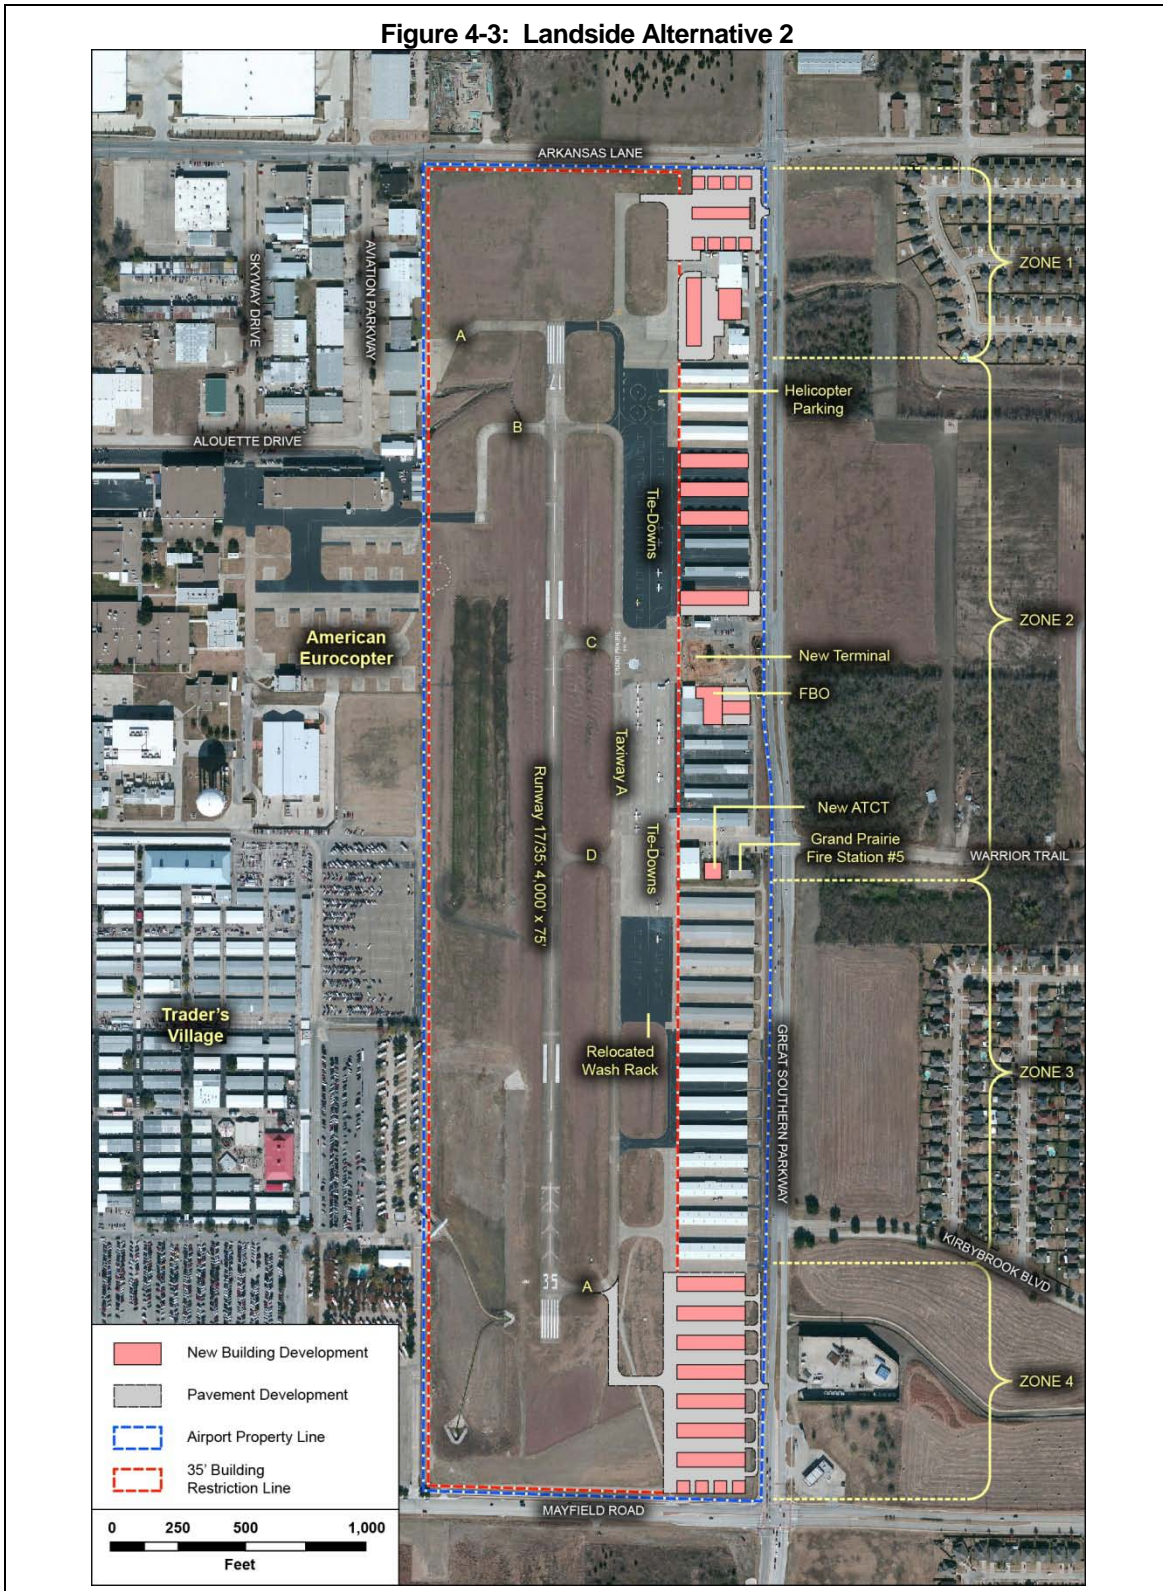 Figure 4-3:  Landside Alternative 2
ARKANSAS LANE
SKYWAY DRIVE
AVIATION PARKWAY
ZONE 1
A
17
Helicopter
Parking
B
ALOUETTE DRIVE
Tie-Downs
American
Eurocopter
C
ZONE 2
New Terminal
FBO
Taxiway A
Runway 17/35: 4,000' x 75'
New ATCT
Grand Prairie
Fire Station #5
WARRIOR TRAIL
D
Tie-Downs
Trader's
Village
Relocated
Wash Rack
GREAT SOUTHERN PARKWAY
ZONE 3
KIRBYBROOK BLVD
35
A
ZONE 4
New Building Development
Pavement Development
Airport Property Line
35' Building
Restriction Line
MAYFIELD ROAD
0 250 500 1,000
Feet